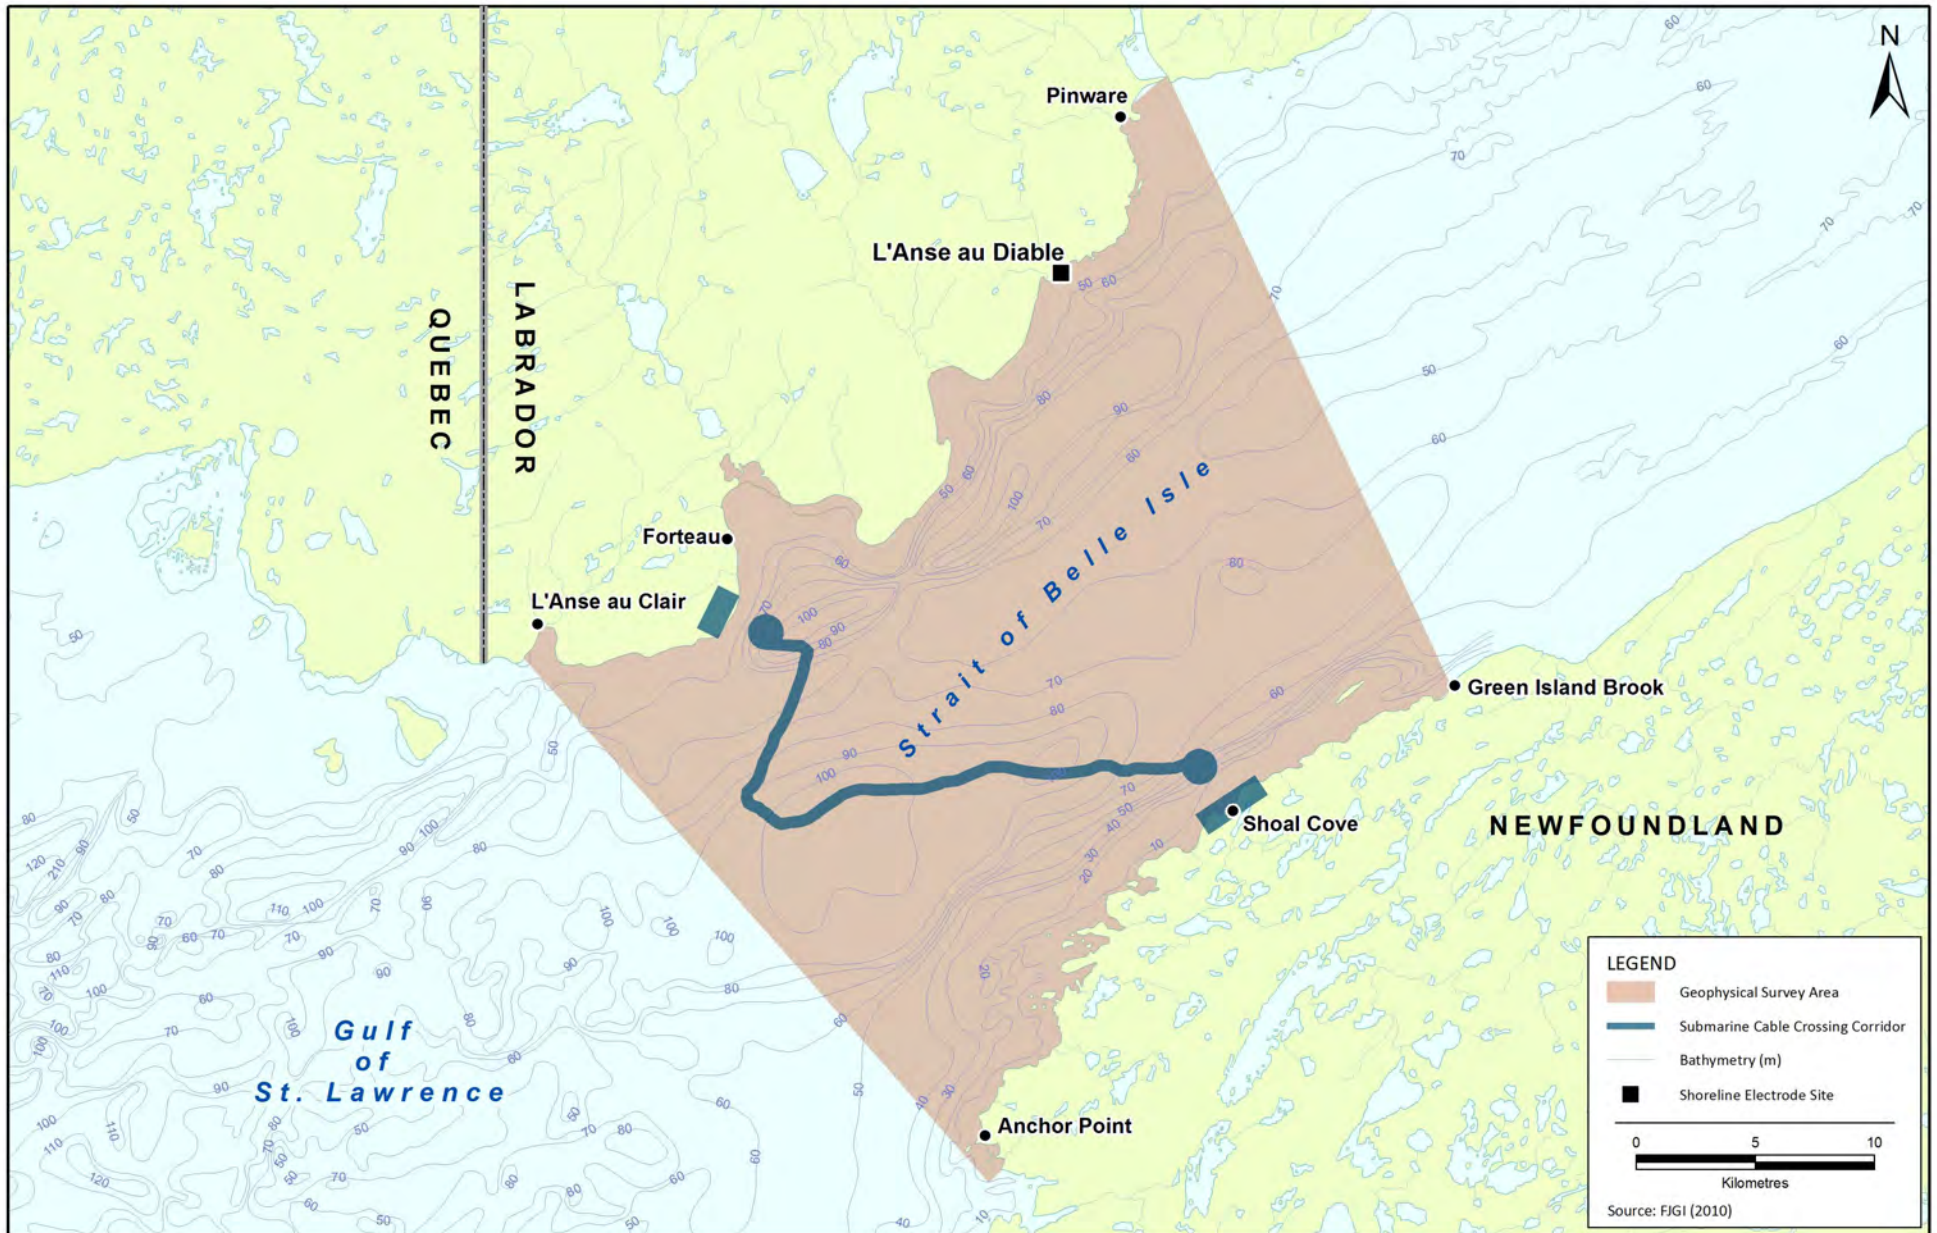 N
Pinware
L'Anse au Diable
QUEBEC
LABRADOR
Forteau
L'Anse au Clair
Strait of Belle Isle
Green Island Brook
Shoal Cove
NEWFOUNDLAND
Anchor Point
Gulf
of
St. Lawrence
LEGEND
Geophysical Survey Area
Submarine Cable Crossing Corridor
Bathymetry (m)
Shoreline Electrode Site
0 5 10
Kilometres
Source: FJGI (2010)